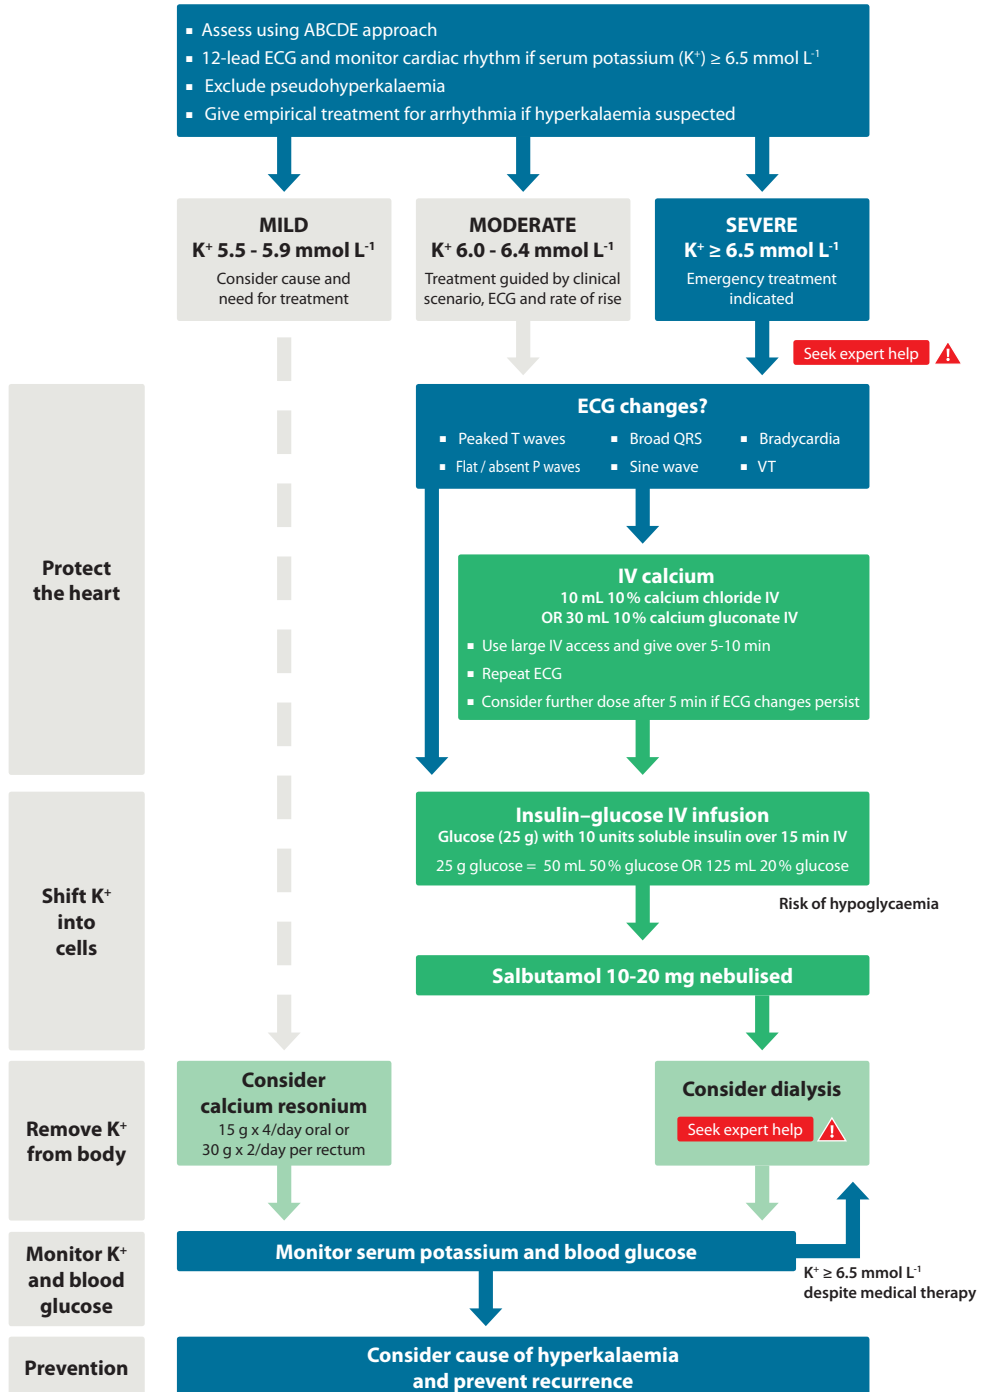 ▪ Assess using ABCDE approach
▪ 12-lead ECG and monitor cardiac rhythm if serum potassium (K⁺) ≥ 6.5 mmol L⁻¹
▪ Exclude pseudohyperkalaemia
▪ Give empirical treatment for arrhythmia if hyperkalaemia suspected
MILD
K⁺ 5.5 - 5.9 mmol L⁻¹
Consider cause and
need for treatment
MODERATE
K⁺ 6.0 - 6.4 mmol L⁻¹
Treatment guided by clinical
scenario, ECG and rate of rise
SEVERE
K⁺ ≥ 6.5 mmol L⁻¹
Emergency treatment
indicated
Seek expert help
Protect
the heart
ECG changes?
▪ Peaked T waves
▪ Broad QRS
▪ Bradycardia
▪ Flat / absent P waves
▪ Sine wave
▪ VT
IV calcium
10 mL 10% calcium chloride IV
OR 30 mL 10% calcium gluconate IV
▪ Use large IV access and give over 5-10 min
▪ Repeat ECG
▪ Consider further dose after 5 min if ECG changes persist
Shift K⁺
into
cells
Insulin–glucose IV infusion
Glucose (25 g) with 10 units soluble insulin over 15 min IV
25 g glucose = 50 mL 50% glucose OR 125 mL 20% glucose
Risk of hypoglycaemia
Salbutamol 10-20 mg nebulised
Remove K⁺
from body
Consider
calcium resonium
15 g x 4/day oral or
30 g x 2/day per rectum
Consider dialysis
Seek expert help
Monitor K⁺
and blood
glucose
Monitor serum potassium and blood glucose
K⁺ ≥ 6.5 mmol L⁻¹
despite medical therapy
Prevention
Consider cause of hyperkalaemia
and prevent recurrence